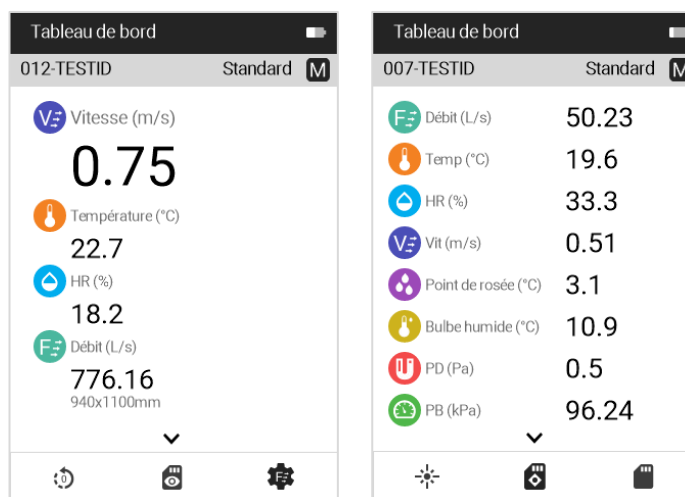 Tableau de bord
012-TESTID Standard M
V Vitesse (m/s)
0.75
Température (°C)
22.7
HR (%)
18.2
F Débit (L/s)
776.16
940x1100mm
0
F
Tableau de bord
007-TESTID Standard M
F Débit (L/s) 50.23
Temp (°C) 19.6
HR (%) 33.3
V Vit (m/s) 0.51
Point de rosée (°C) 3.1
Bulbe humide (°C) 10.9
PD (Pa) 0.5
PB (kPa) 96.24